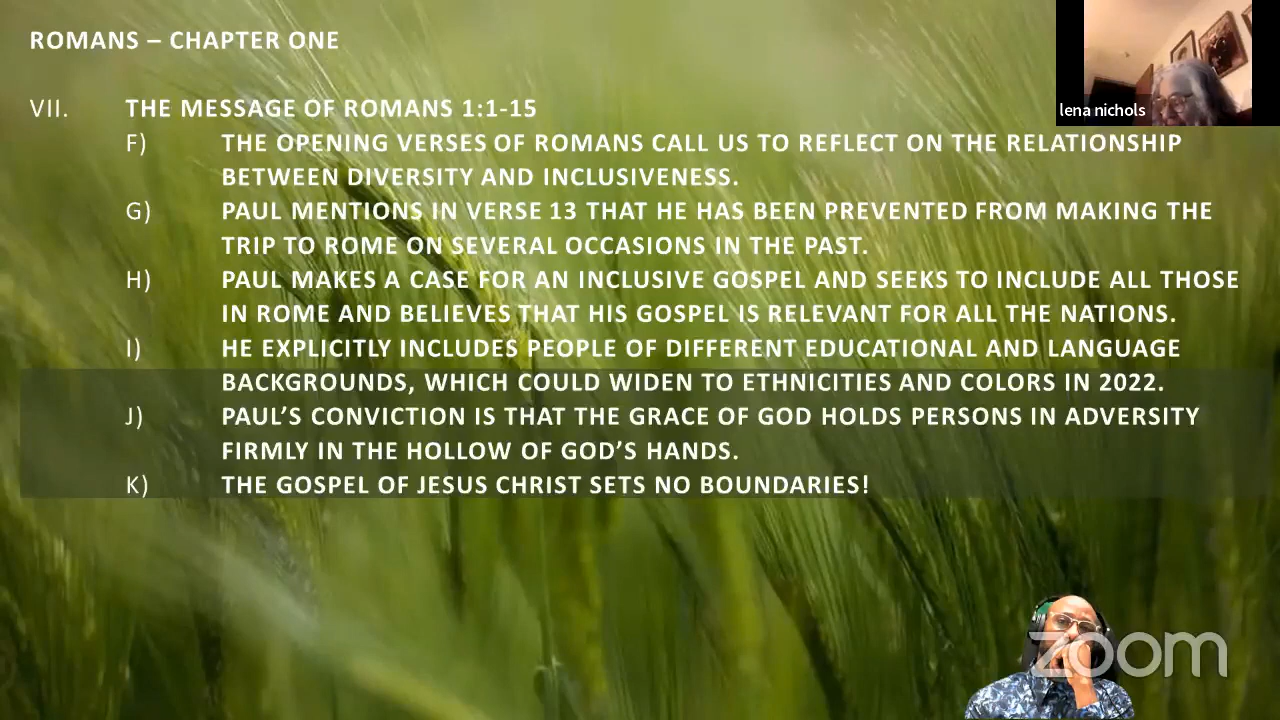 ROMANS – CHAPTER ONE
lena nichols
VII. THE MESSAGE OF ROMANS 1:1-15
F) THE OPENING VERSES OF ROMANS CALL US TO REFLECT ON THE RELATIONSHIP
BETWEEN DIVERSITY AND INCLUSIVENESS.
G) PAUL MENTIONS IN VERSE 13 THAT HE HAS BEEN PREVENTED FROM MAKING THE
TRIP TO ROME ON SEVERAL OCCASIONS IN THE PAST.
H) PAUL MAKES A CASE FOR AN INCLUSIVE GOSPEL AND SEEKS TO INCLUDE ALL THOSE
IN ROME AND BELIEVES THAT HIS GOSPEL IS RELEVANT FOR ALL THE NATIONS.
I) HE EXPLICITLY INCLUDES PEOPLE OF DIFFERENT EDUCATIONAL AND LANGUAGE
BACKGROUNDS, WHICH COULD WIDEN TO ETHNICITIES AND COLORS IN 2022.
J) PAUL’S CONVICTION IS THAT THE GRACE OF GOD HOLDS PERSONS IN ADVERSITY
FIRMLY IN THE HOLLOW OF GOD’S HANDS.
K) THE GOSPEL OF JESUS CHRIST SETS NO BOUNDARIES!
zoom